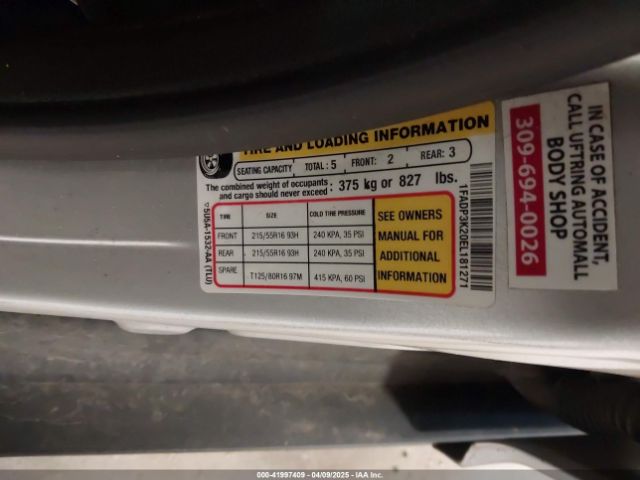 TIRE AND LOADING INFORMATION
SEATING CAPACITY TOTAL : 5 FRONT: 2 REAR: 3
The combined weight of occupants and cargo should never exceed : 375 kg or 827 lbs.
TIRE SIZE COLD TIRE PRESSURE
FRONT 215/55R16 93H 240 KPA, 35 PSI
REAR 215/55R16 93H 240 KPA, 35 PSI
SPARE T125/80R16 97M 415 KPA, 60 PSI
SEE OWNERS
MANUAL FOR
ADDITIONAL
INFORMATION
5U5A-1532-AA (TLU)
1FADP3K20EL181271
IN CASE OF ACCIDENT,
CALL UFTRING AUTOMALL
BODY SHOP
309-694-0026
000-41997409 - 04/09/2025 - IAA Inc.